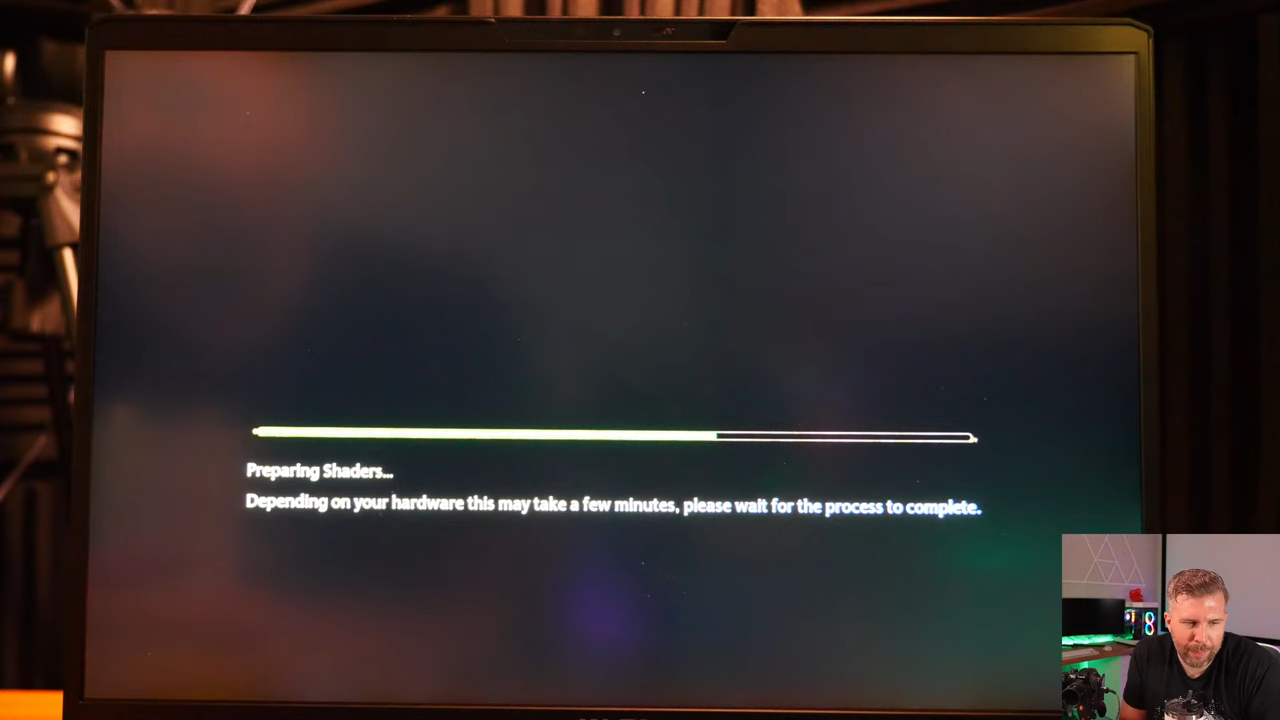 Preparing Shaders...
Depending on your hardware this may take a few minutes, please wait for the process to complete.